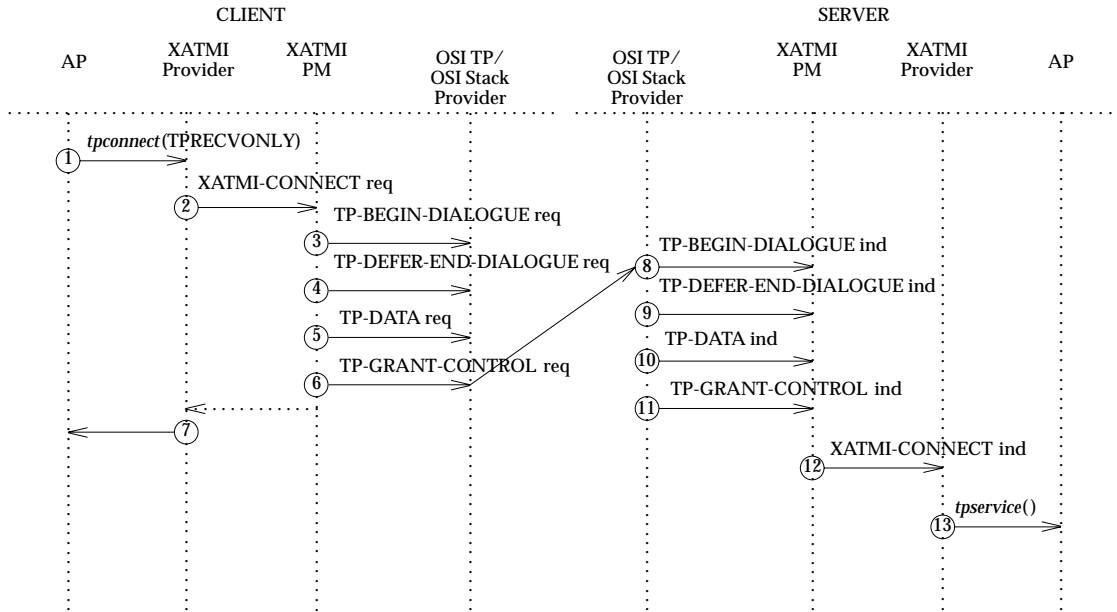 CLIENT SERVER
AP XATMI Provider XATMI PM OSI TP/ OSI Stack Provider OSI TP/ OSI Stack Provider XATMI PM XATMI Provider AP
tpconnect(TPRECVONLY)
1
XATMI-CONNECT req
2
TP-BEGIN-DIALOGUE req
3
TP-BEGIN-DIALOGUE ind
8
TP-DEFER-END-DIALOGUE req
4
TP-DEFER-END-DIALOGUE ind
9
TP-DATA req
5
TP-DATA ind
10
TP-GRANT-CONTROL req
6
TP-GRANT-CONTROL ind
11
7
XATMI-CONNECT ind
12
tpservice()
13